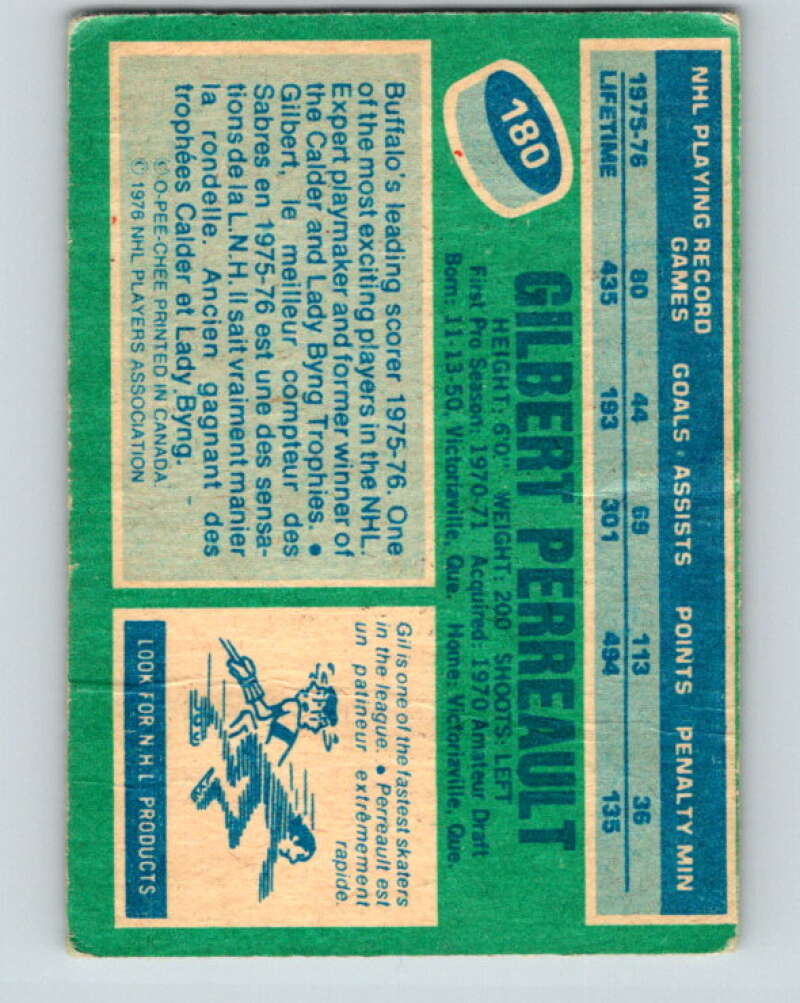 180
NHL PLAYING RECORD
GAMES GOALS ASSISTS POINTS PENALTY MIN
1975-76 80 44 69 113 36
LIFETIME 435 193 301 494 135
GILBERT PERREAULT
HEIGHT: 6'0" WEIGHT: 200 SHOOTS: LEFT
First Pro Season: 1970-71 Acquired: 1970 Amateur Draft
Born: 11-13-50, Victoriaville, Que. Home: Victoriaville, Que.
Buffalo's leading scorer 1975-76. One
of the most exciting players in the NHL.
Expert playmaker and former winner of
the Calder and Lady Byng Trophies. •
Gilbert, le meilleur compteur des
Sabres en 1975-76 est une des sensa-
tions de la L.N.H. Il sait vraiment manier
la rondelle. Ancien gagnant des
trophées Calder et Lady Byng.
© O-PEE-CHEE PRINTED IN CANADA
© 1976 NHL PLAYERS ASSOCIATION
Gil is one of the fastest skaters
in the league. • Perreault est
un patineur extrêmement
rapide.
LOOK FOR N.H.L PRODUCTS